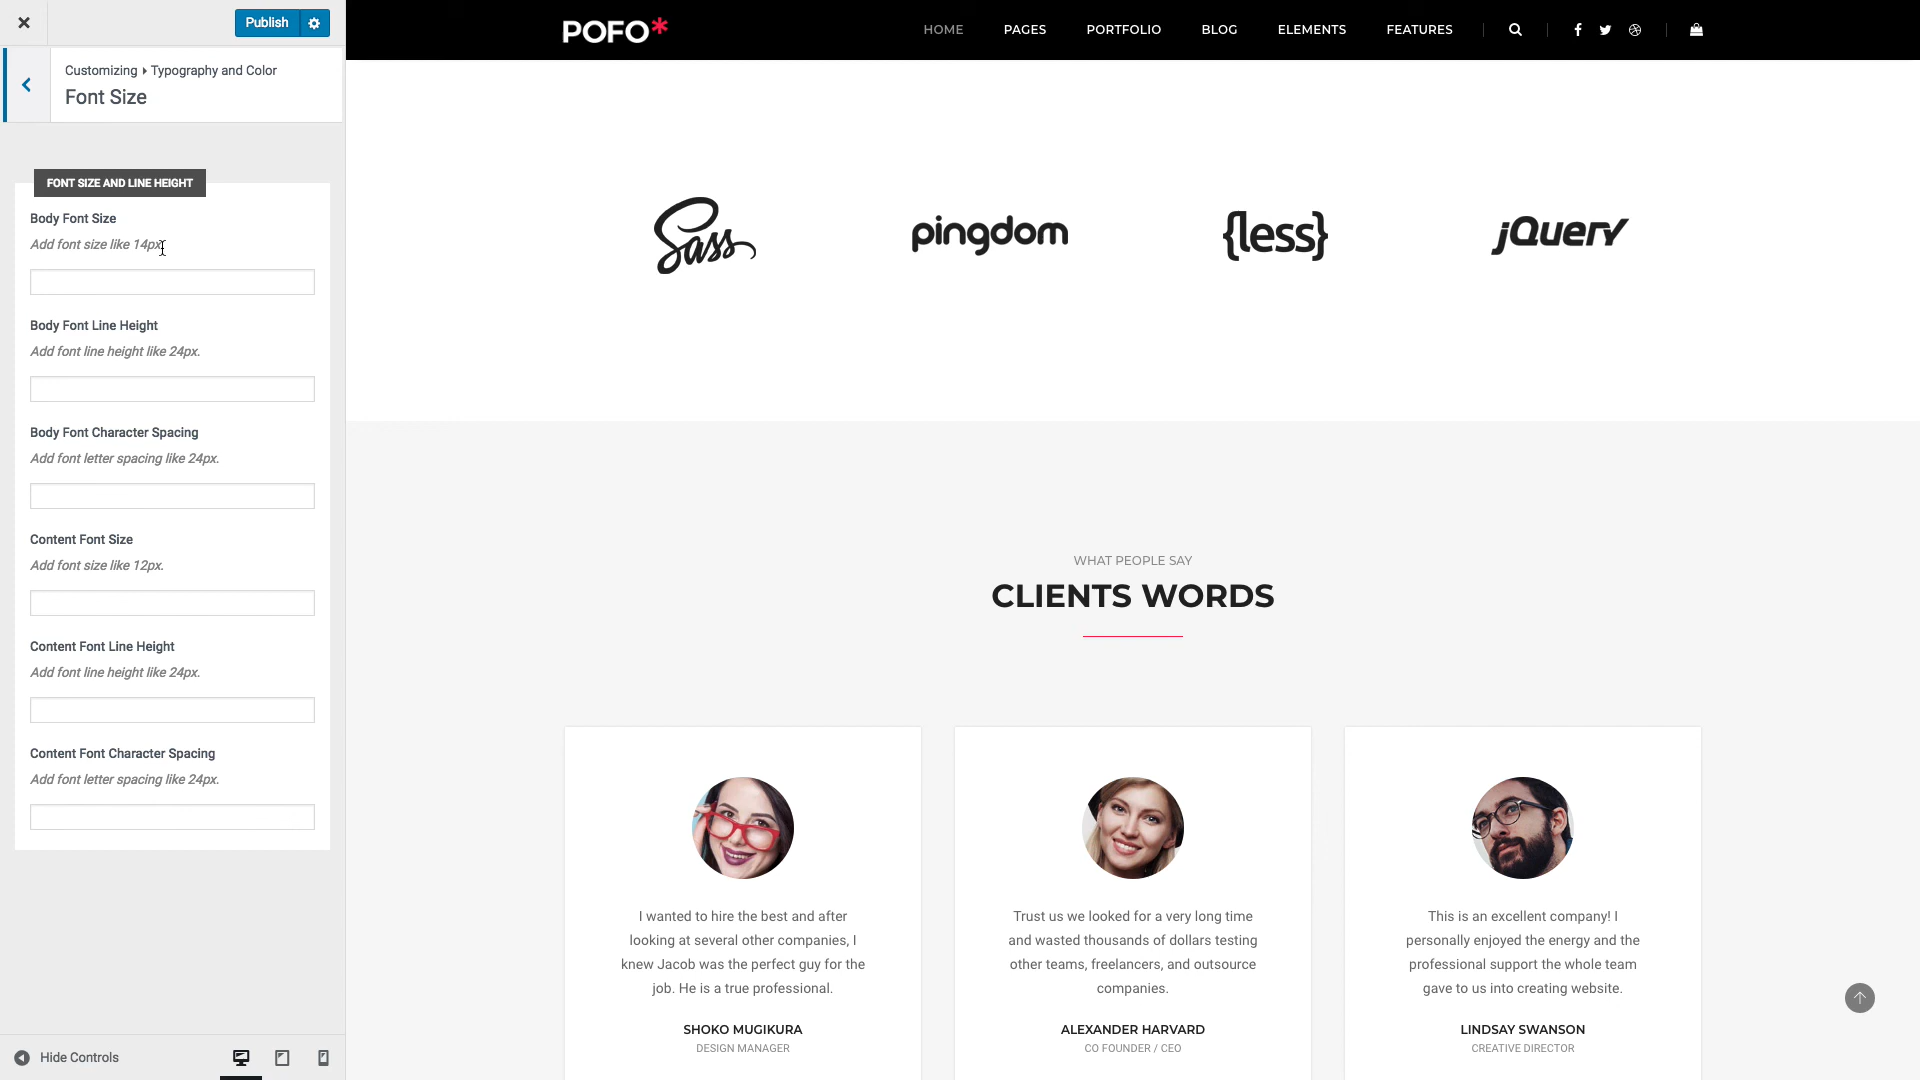 Publish
Customizing ▸ Typography and Color
Font Size
FONT SIZE AND LINE HEIGHT
Body Font Size
Add font size like 14px.
Body Font Line Height
Add font line height like 24px.
Body Font Character Spacing
Add font letter spacing like 24px.
Content Font Size
Add font size like 12px.
Content Font Line Height
Add font line height like 24px.
Content Font Character Spacing
Add font letter spacing like 24px.
Hide Controls
POFO*
HOME PAGES PORTFOLIO BLOG ELEMENTS FEATURES
Sass pingdom {less} jQuery
WHAT PEOPLE SAY
CLIENTS WORDS
I wanted to hire the best and after
looking at several other companies, I
knew Jacob was the perfect guy for the
job. He is a true professional.
SHOKO MUGIKURA
DESIGN MANAGER
Trust us we looked for a very long time
and wasted thousands of dollars testing
other teams, freelancers, and outsource
companies.
ALEXANDER HARVARD
CO FOUNDER / CEO
This is an excellent company! I
personally enjoyed the energy and the
professional support the whole team
gave to us into creating website.
LINDSAY SWANSON
CREATIVE DIRECTOR